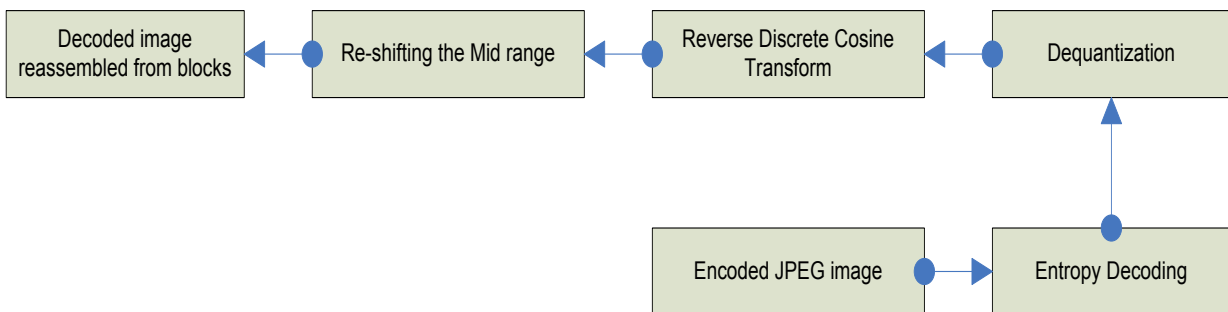 Decoded image
reassembled from blocks
Re-shifting the Mid range
Reverse Discrete Cosine
Transform
Dequantization
Encoded JPEG image
Entropy Decoding